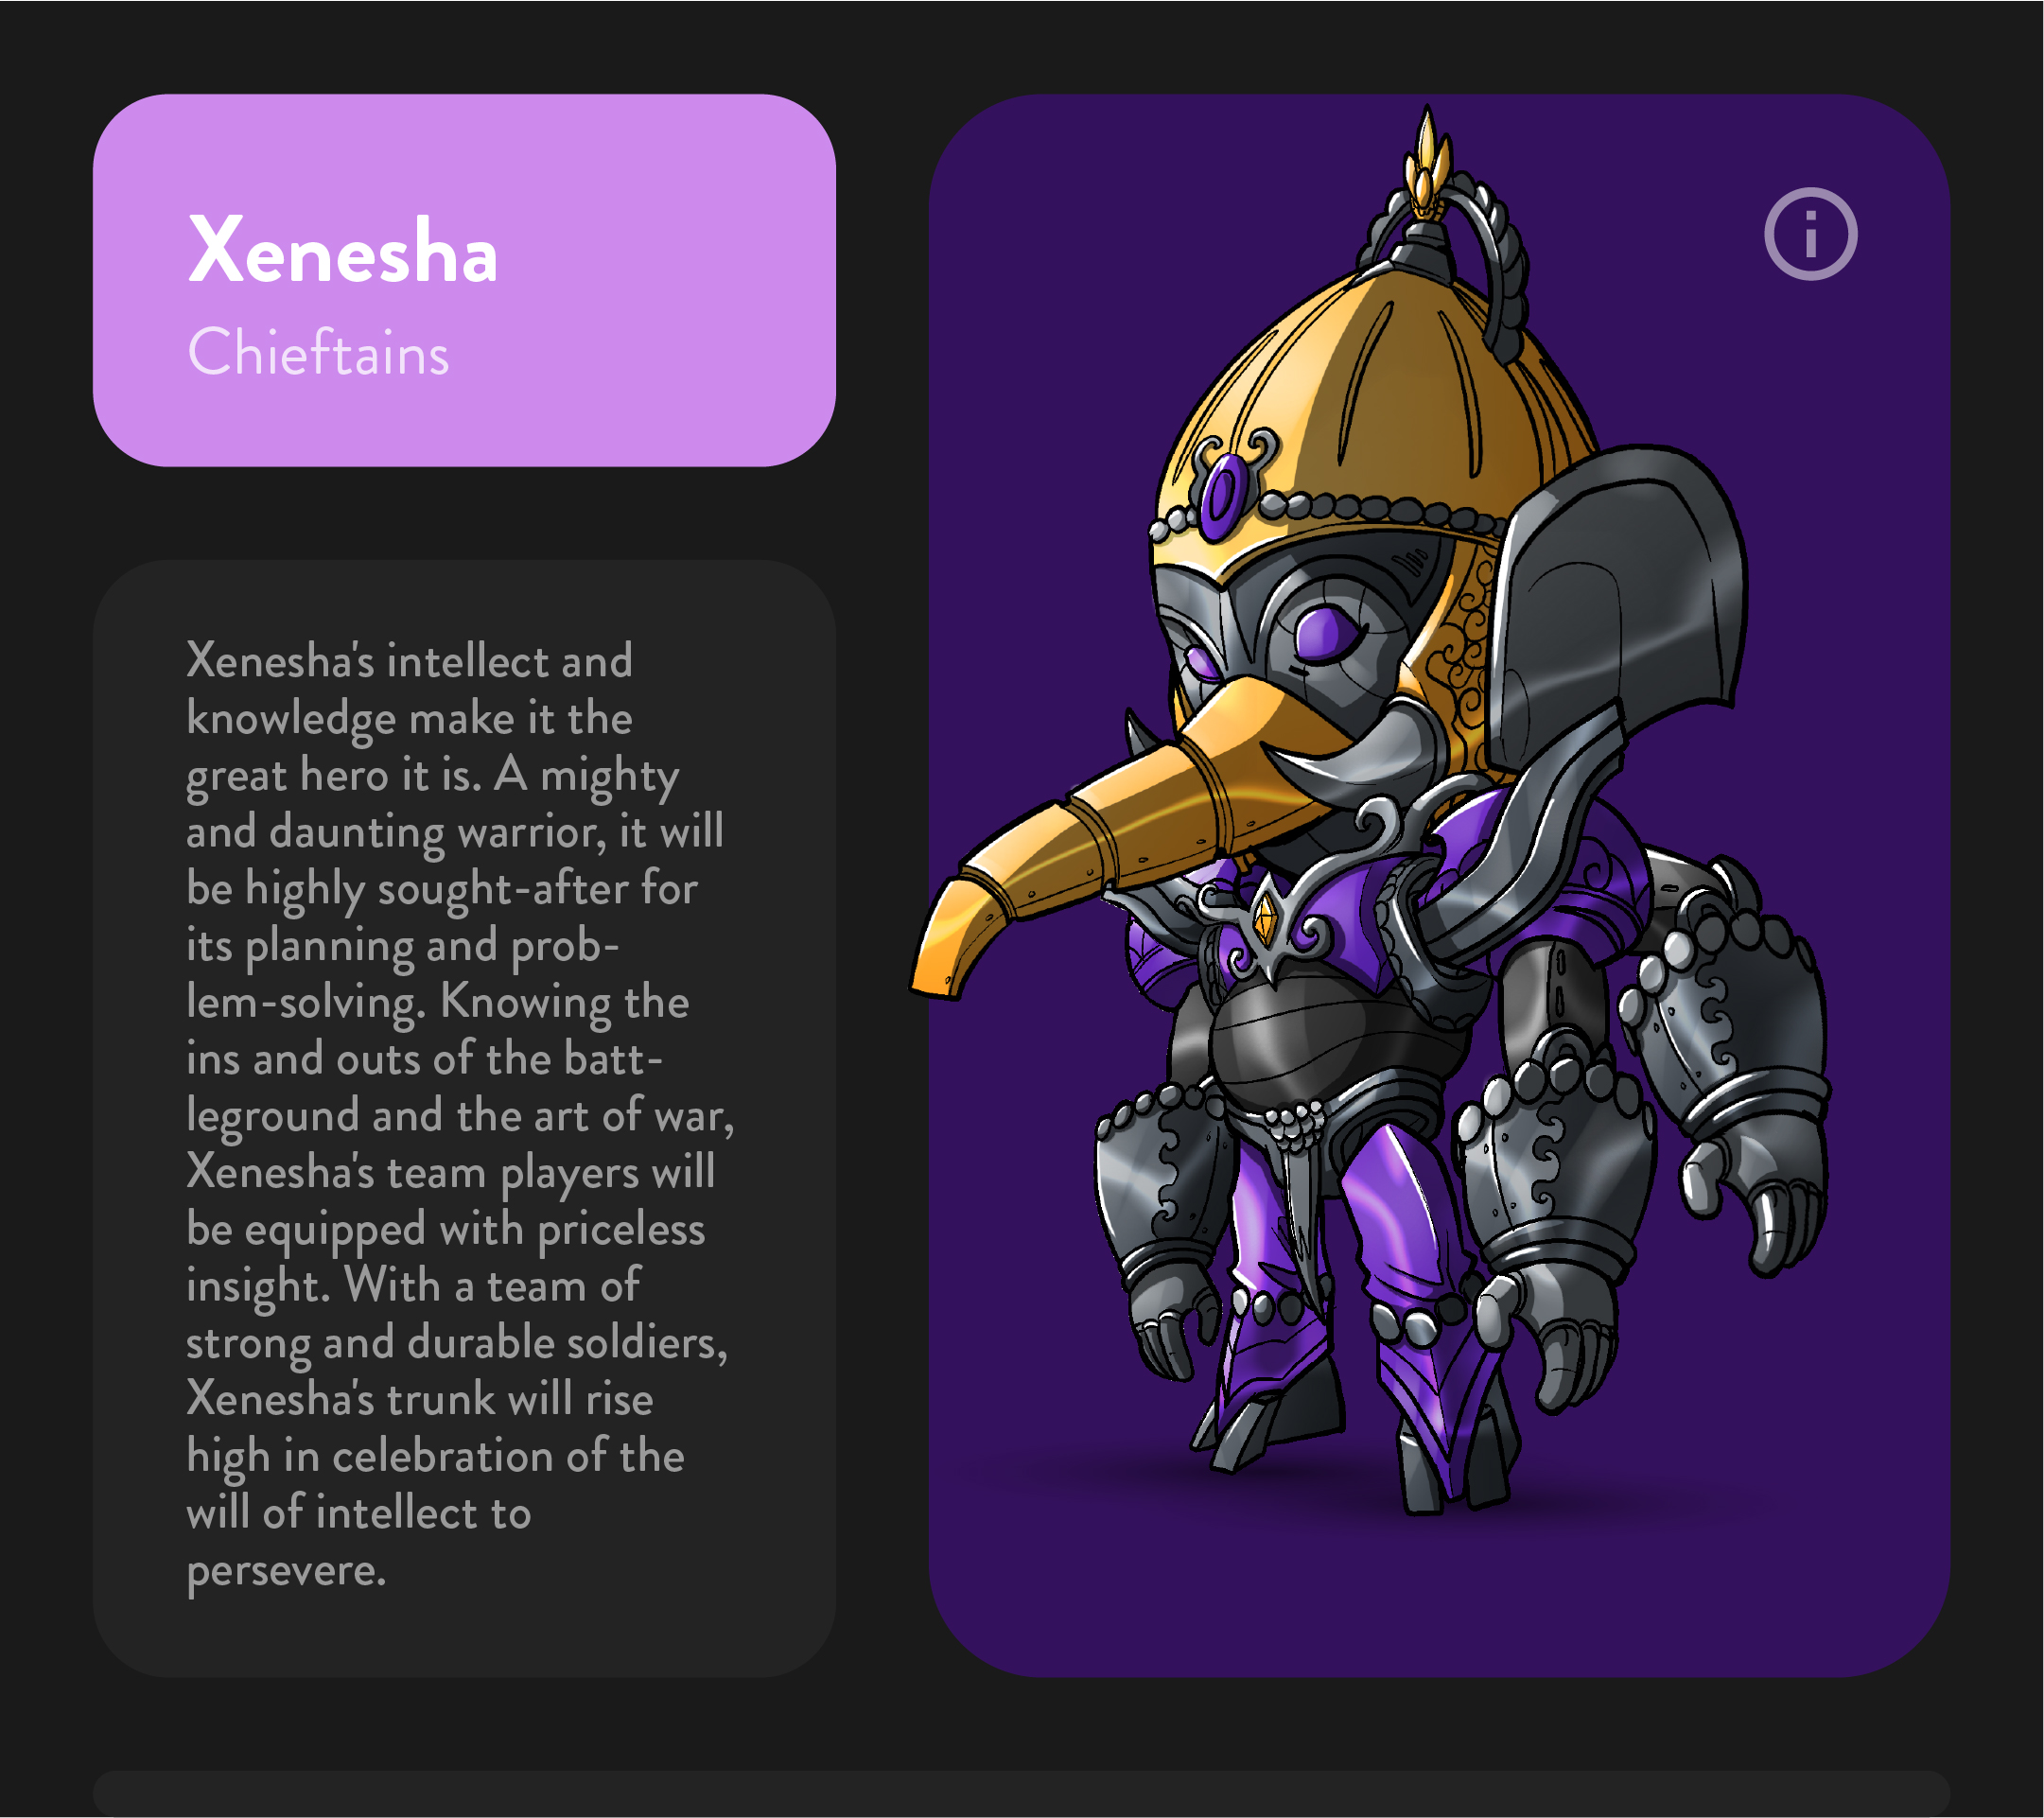 Xenesha
Chieftains
Xenesha's intellect and
knowledge make it the
great hero it is. A mighty
and daunting warrior, it will
be highly sought-after for
its planning and prob-
lem-solving. Knowing the
ins and outs of the batt-
leground and the art of war,
Xenesha's team players will
be equipped with priceless
insight. With a team of
strong and durable soldiers,
Xenesha's trunk will rise
high in celebration of the
will of intellect to
persevere.